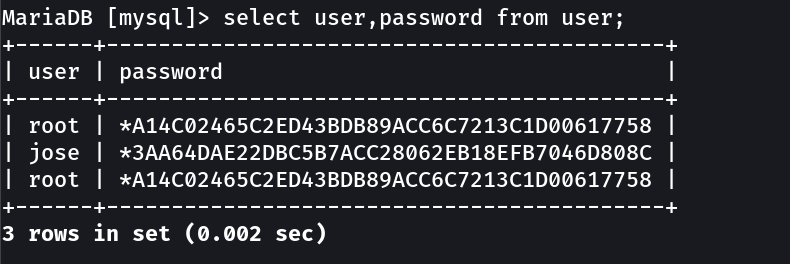 MariaDB [mysql]> select user,password from user;
+------+-------------------------------------------+
| user | password                                  |
+------+-------------------------------------------+
| root | *A14C02465C2ED43BDB89ACC6C7213C1D00617758 |
| jose | *3AA64DAE22DBC5B7ACC28062EB18EFB7046D808C |
| root | *A14C02465C2ED43BDB89ACC6C7213C1D00617758 |
+------+-------------------------------------------+
3 rows in set (0.002 sec)